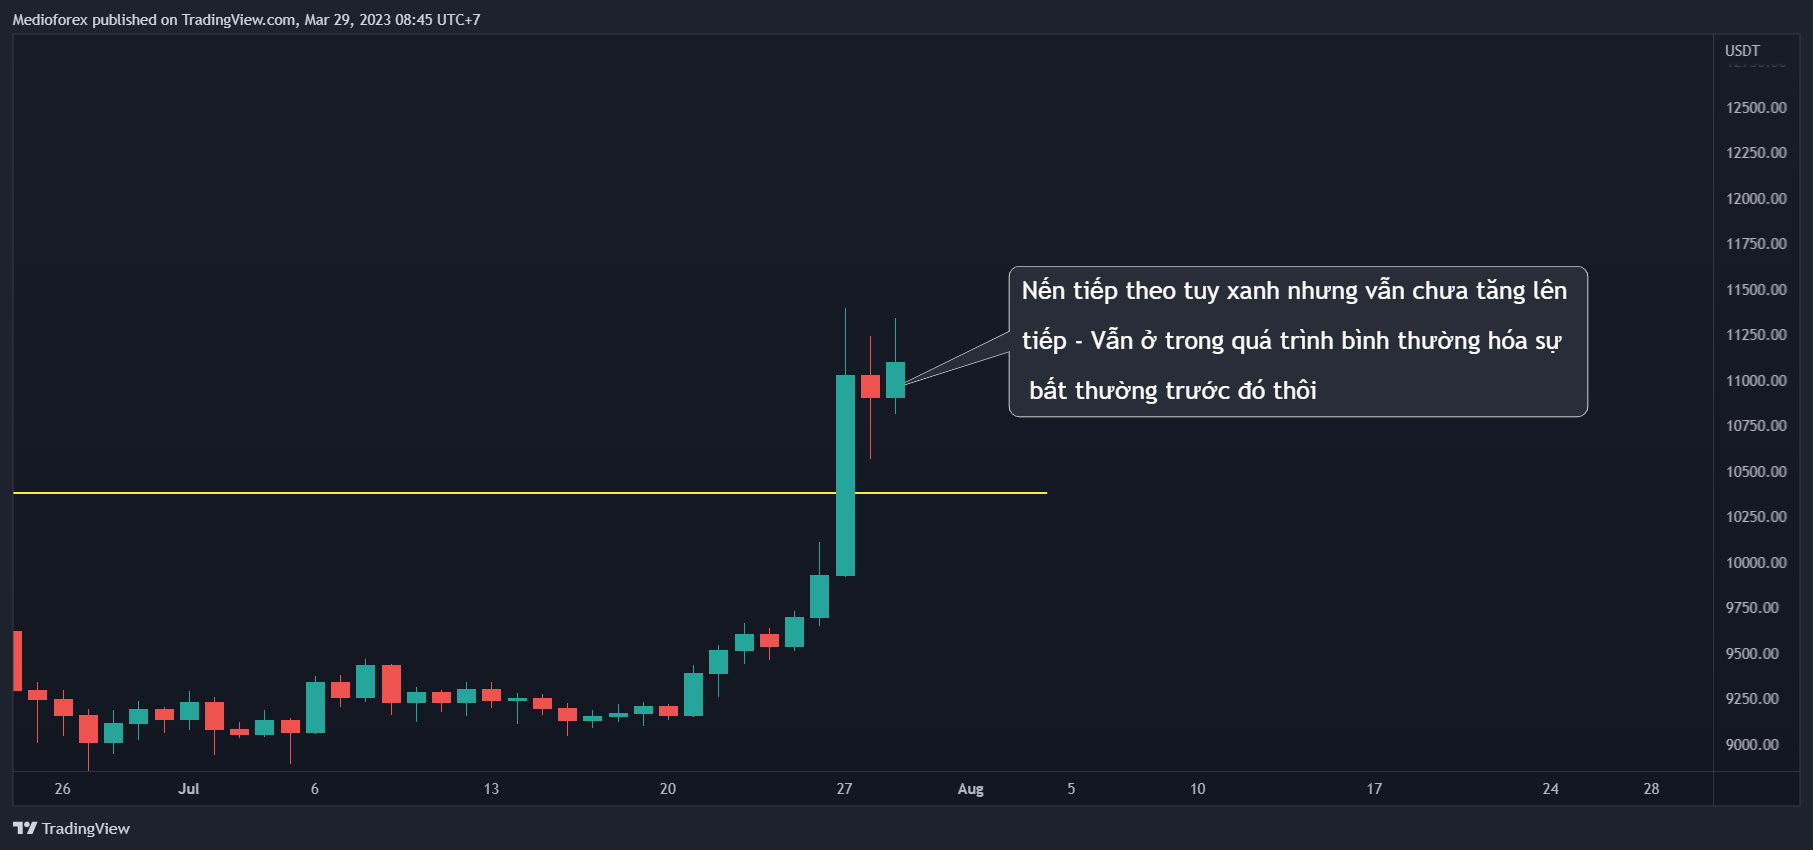 Medioforex published on TradingView.com, Mar 29, 2023 08:45 UTC+7
USDT
12500.00
12250.00
12000.00
11750.00
11500.00
11250.00
11000.00
10750.00
10500.00
10250.00
10000.00
9750.00
9500.00
9250.00
9000.00
Nến tiếp theo tuy xanh nhưng vẫn chưa tăng lên
tiếp - Vẫn ở trong quá trình bình thường hóa sự
bất thường trước đó thôi
26 Jul 6 13 20 27 Aug 5 10 17 24 28
TradingView